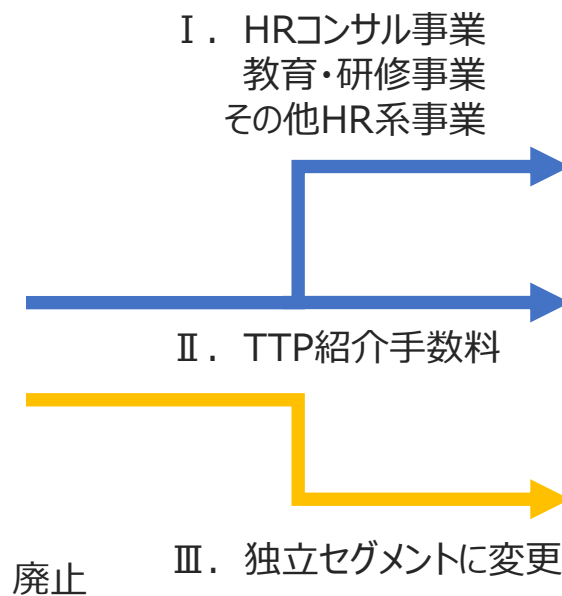 Ⅰ. HRコンサル事業
教育・研修事業
その他HR系事業
Ⅱ. TTP紹介手数料
Ⅲ. 独立セグメントに変更
廃止